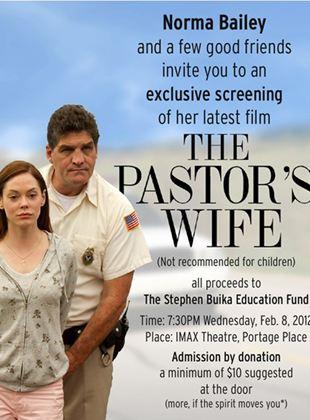 Norma Bailey
and a few good friends
invite you to an
exclusive screening
of her latest film
THE
PASTOR'S
WIFE
(Not recommended for children)
all proceeds to
The Stephen Buika Education Fund
Time: 7:30PM Wednesday, Feb. 8, 2012
Place: IMAX Theatre, Portage Place
Admission by donation
a minimum of $10 suggested
at the door
(more, if the spirit moves you*)